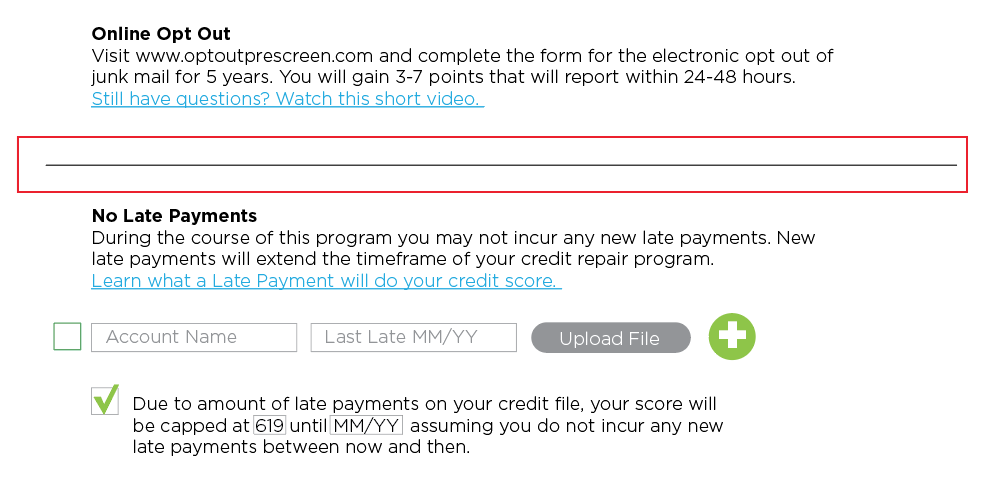 Online Opt Out
Visit www.optoutprescreen.com and complete the form for the electronic opt out of
junk mail for 5 years. You will gain 3-7 points that will report within 24-48 hours.
Still have questions? Watch this short video.
No Late Payments
During the course of this program you may not incur any new late payments. New
late payments will extend the timeframe of your credit repair program.
Learn what a Late Payment will do your credit score.
Account Name Last Late MM/YY Upload File
Due to amount of late payments on your credit file, your score will
be capped at 619 until MM/YY assuming you do not incur any new
late payments between now and then.